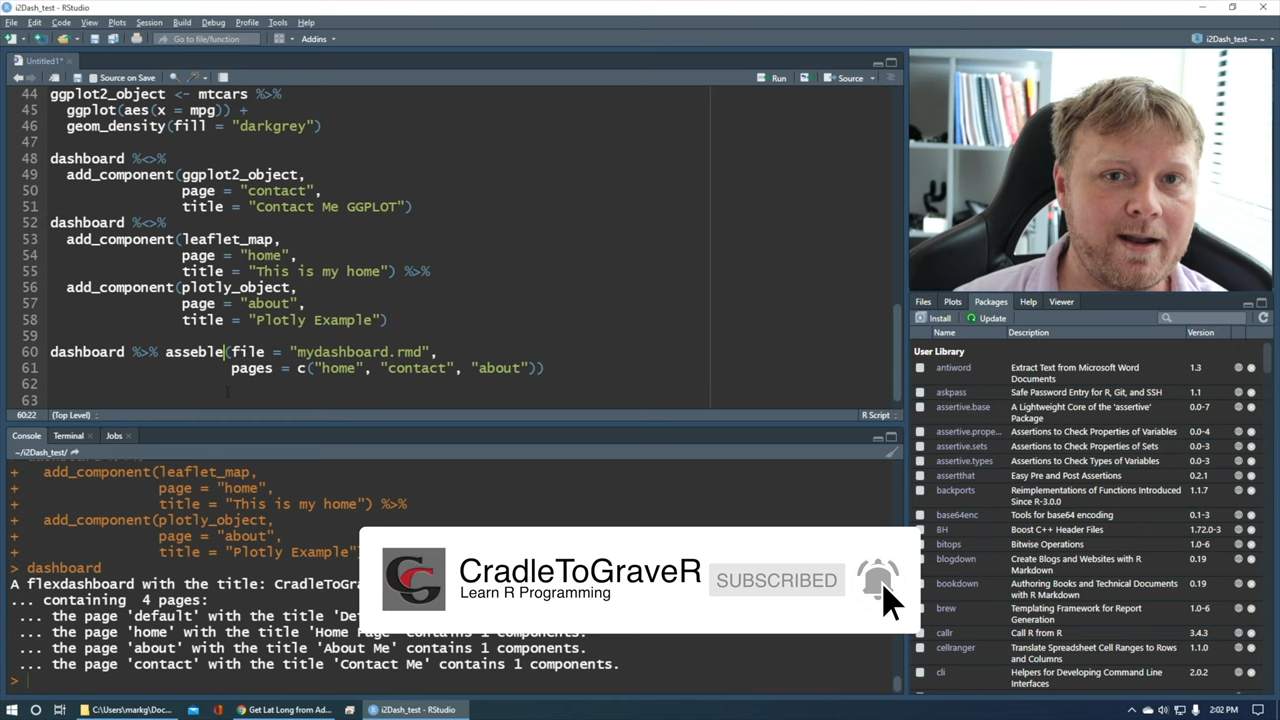 i2Dash_test - RStudio
File Edit Code View Plots Session Build Debug Profile Tools Help
Go to file/function Addins
i2Dash_test — ~
Untitled1*
Source on Save Run Source
44 ggplot2_object <- mtcars %>%
45 ggplot(aes(x = mpg)) +
46 geom_density(fill = "darkgrey")
47
48 dashboard %<>%
49 add_component(ggplot2_object,
50 page = "contact",
51 title = "Contact Me GGPLOT")
52 dashboard %<>%
53 add_component(leaflet_map,
54 page = "home",
55 title = "This is my home") %>%
56 add_component(plotly_object,
57 page = "about",
58 title = "Plotly Example")
59
60 dashboard %>% asseble(file = "mydashboard.rmd",
61 pages = c("home", "contact", "about"))
62
63
60:22 (Top Level) R Script
Console Terminal Jobs
~/i2Dash_test/
+ add_component(leaflet_map,
+ page = "home",
+ title = "This is my home") %>%
+ add_component(plotly_object,
+ page = "about",
+ title = "Plotly Example")
> dashboard
A flexdashboard with the title: CradleToGra
... containing 4 pages:
... the page 'default' with the title 'De
... the page 'home' with the title 'Home Page' contains 1 components.
... the page 'about' with the title 'About Me' contains 1 components.
... the page 'contact' with the title 'Contact Me' contains 1 components.
>
CradleToGraveR
Learn R Programming
SUBSCRIBED
Files Plots Packages Help Viewer
Install Update
Name Description Version
User Library
antiword Extract Text from Microsoft Word Documents 1.3
askpass Safe Password Entry for R, Git, and SSH 1.1
assertive.base A Lightweight Core of the 'assertive' Package 0.0-7
assertive.prope... Assertions to Check Properties of Variables 0.0-4
assertive.sets Assertions to Check Properties of Sets 0.0-3
assertive.types Assertions to Check Types of Variables 0.0-3
assertthat Easy Pre and Post Assertions 0.2.1
backports Reimplementations of Functions Introduced Since R-3.0.0 1.1.7
base64enc Tools for base64 encoding 0.1-3
BH Boost C++ Header Files 1.72.0-3
bitops Bitwise Operations 1.0-6
blogdown Create Blogs and Websites with R Markdown 0.19
bookdown Authoring Books and Technical Documents with R Markdown 0.19
brew Templating Framework for Report Generation 1.0-6
callr Call R from R 3.4.3
cellranger Translate Spreadsheet Cell Ranges to Rows and Columns 1.1.0
cli Helpers for Developing Command Line Interfaces 2.0.2
C:\Users\markg\Doc... Get Lat Long from Ad... i2Dash_test - RStudio 2:02 PM